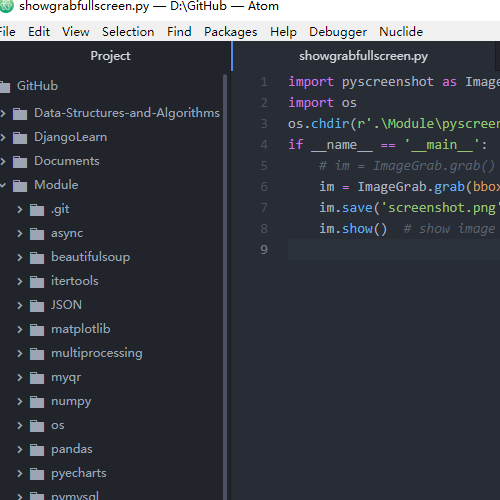 showgrabfullscreen.py — D:\GitHub — Atom
File Edit View Selection Find Packages Help Debugger Nuclide
Project
GitHub
Data-Structures-and-Algorithms
DjangoLearn
Documents
Module
.git
async
beautifulsoup
itertools
JSON
matplotlib
multiprocessing
myqr
numpy
os
pandas
pyecharts
pymysql
showgrabfullscreen.py
1 import pyscreenshot as Imag
2 import os
3 os.chdir(r'.\Module\pyscreen
4 if __name__ == '__main__':
5 # im = ImageGrab.grab()
6 im = ImageGrab.grab(bbox
7 im.save('screenshot.png'
8 im.show() # show image
9